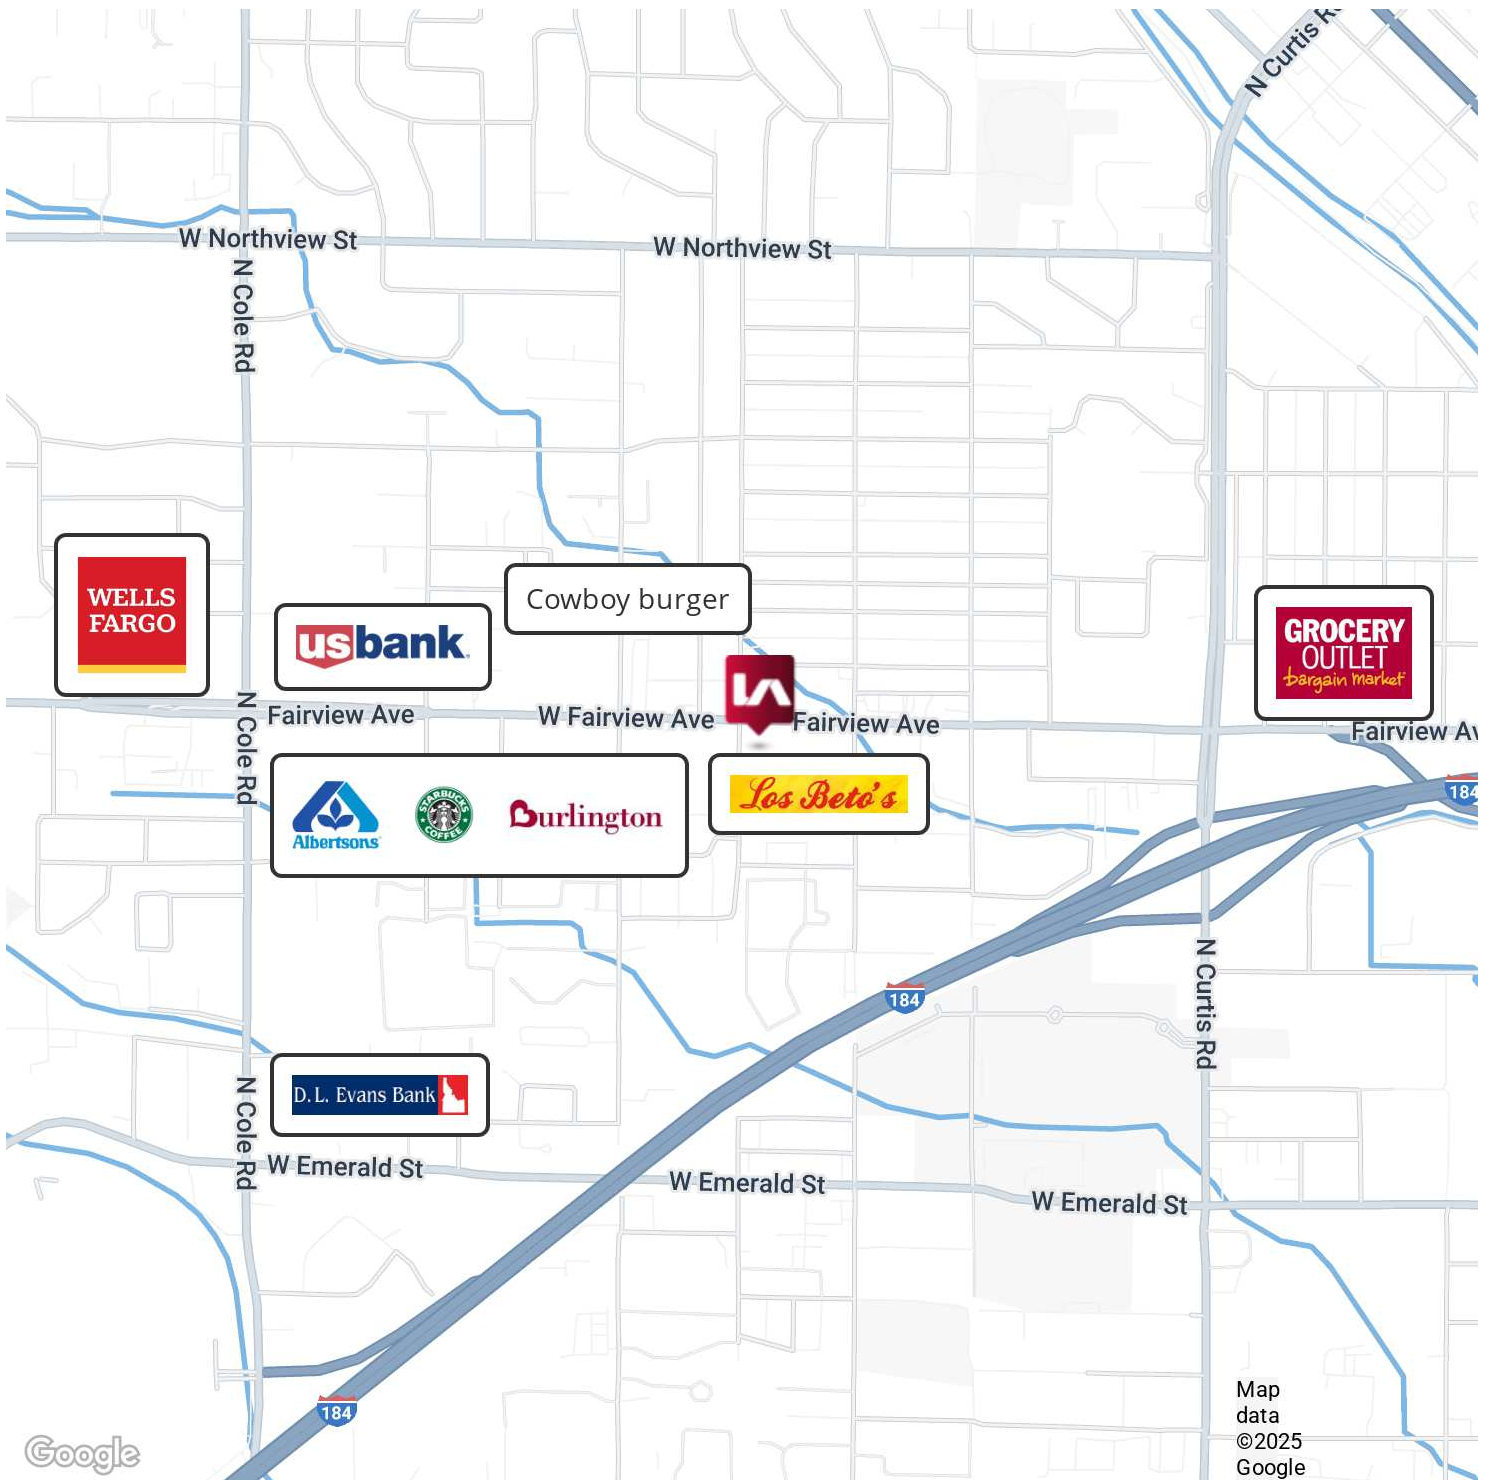 N Curtis Rd
W Northview St
W Northview St
N Cole Rd
WELLS
FARGO
usbank.
Cowboy burger
GROCERY
OUTLET
bargain market
N Cole Rd
Fairview Ave
W Fairview Ave
Fairview Ave
Fairview Av
Albertsons
STARBUCKS
COFFEE
Burlington
Los Beto's
184
184
N Curtis Rd
D.L. Evans Bank
N Cole Rd
W Emerald St
W Emerald St
W Emerald St
184
Map
data
©2025
Google
Google